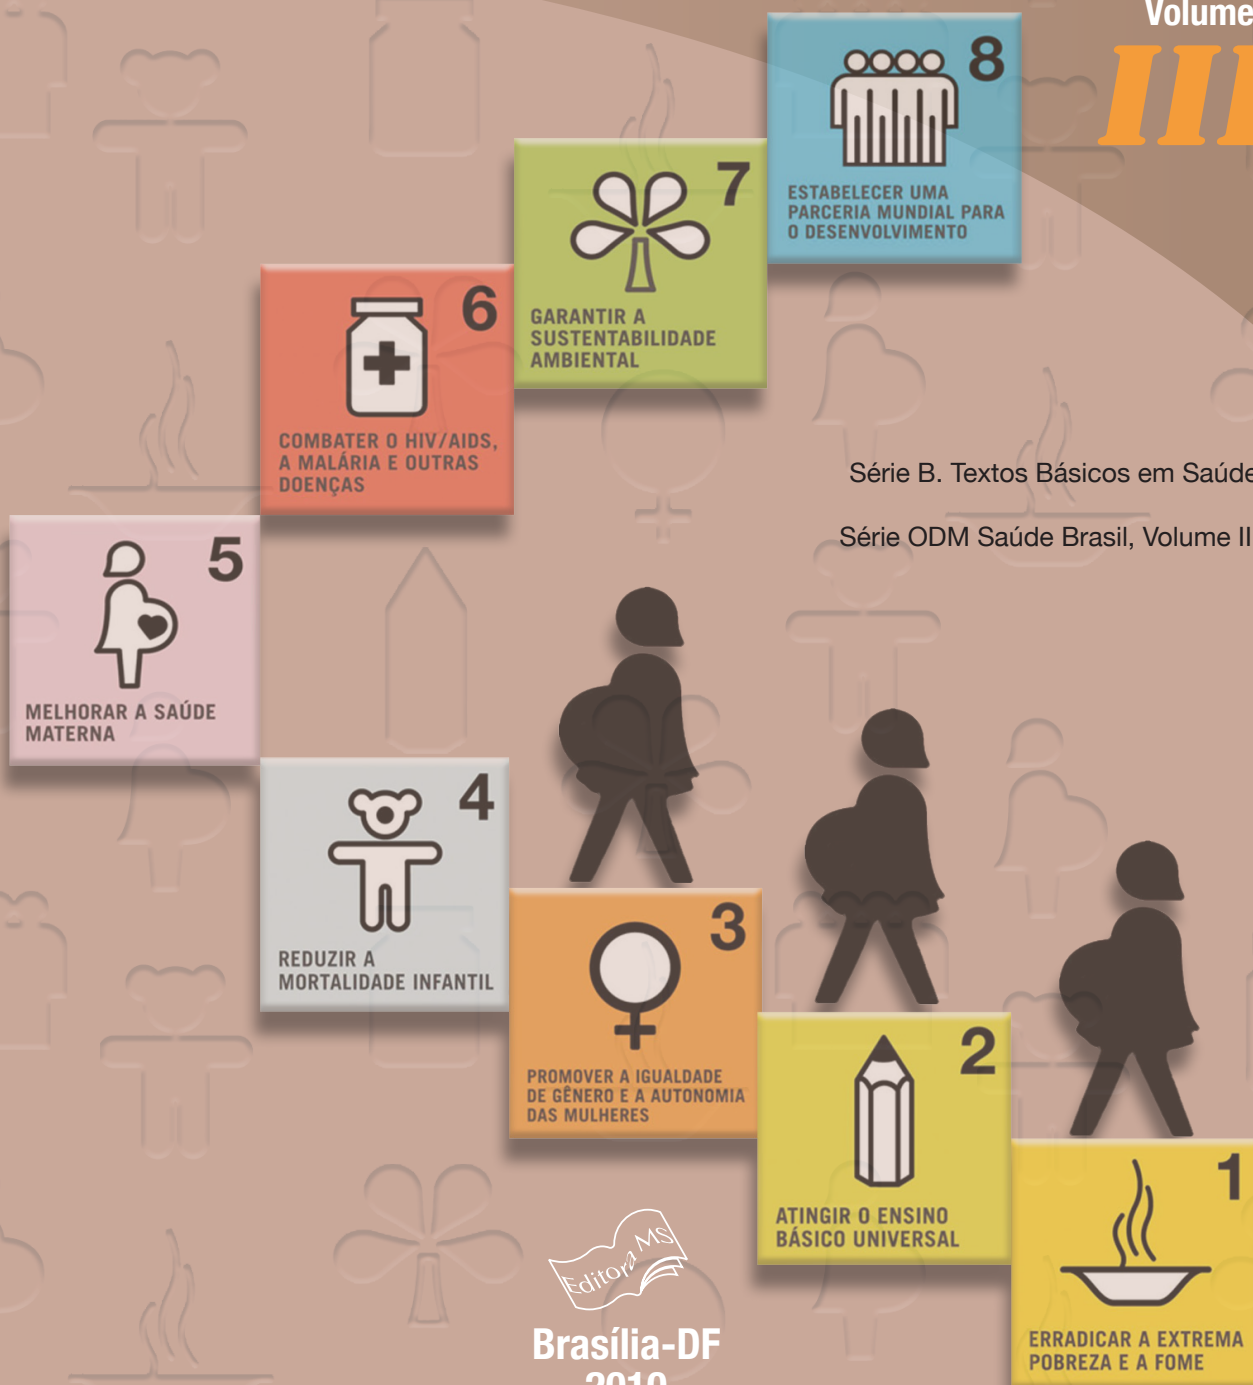 Volume
III
8
ESTABELECER UMA
PARCERIA MUNDIAL PARA
O DESENVOLVIMENTO
7
GARANTIR A
SUSTENTABILIDADE
AMBIENTAL
6
COMBATER O HIV/AIDS,
A MALÁRIA E OUTRAS
DOENÇAS
Série B. Textos Básicos em Saúde
Série ODM Saúde Brasil, Volume II
5
MELHORAR A SAÚDE
MATERNA
4
REDUZIR A
MORTALIDADE INFANTIL
3
PROMOVER A IGUALDADE
DE GÊNERO E A AUTONOMIA
DAS MULHERES
2
ATINGIR O ENSINO
BÁSICO UNIVERSAL
1
ERRADICAR A EXTREMA
POBREZA E A FOME
Editora MS
Brasília-DF
2010